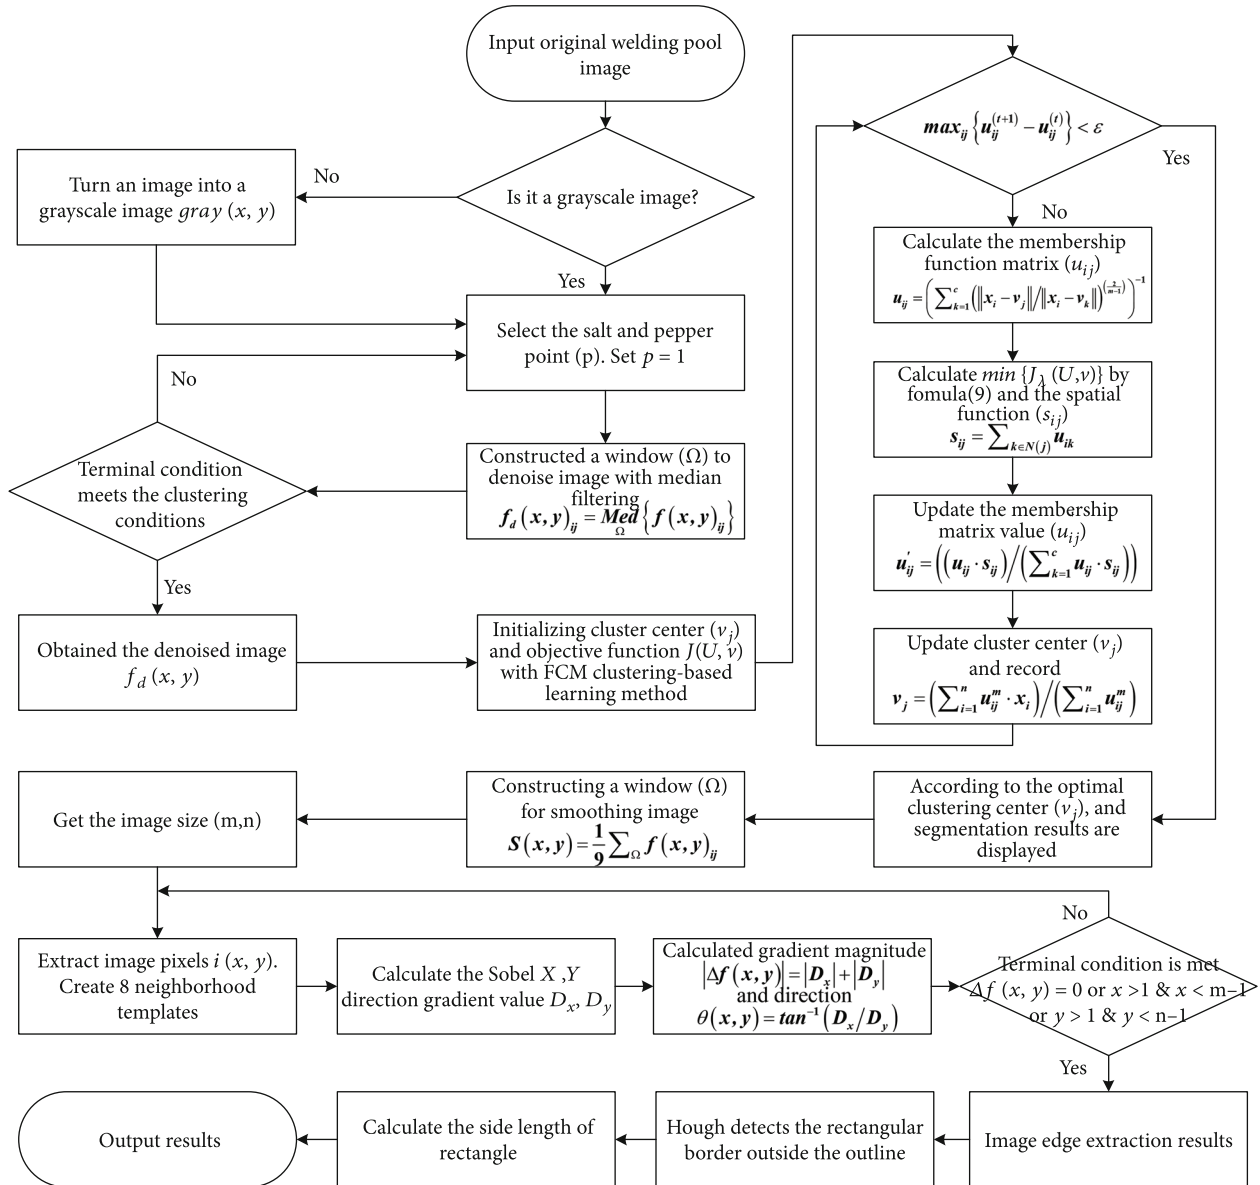 Input original welding pool
image
Is it a grayscale image?
No
Turn an image into a
grayscale image gray (x, y)
Yes
Select the salt and pepper
point (p). Set p = 1
Constructed a window (Ω) to
denoise image with median
filtering
f_d (x, y)_ij = Med_Ω {f (x, y)_ij}
Terminal condition
meets the clustering
conditions
No
Yes
Obtained the denoised image
f_d (x, y)
Initializing cluster center (v_j)
and objective function J(U, v)
with FCM clustering-based
learning method
max_ij {u_ij^(t+1) − u_ij^(t)} < ε
Yes
No
Calculate the membership
function matrix (u_ij)
u_ij = (∑_{k=1}^c (‖x_i − v_j‖/‖x_i − v_k‖)^(2/(m−1)))^−1
Calculate min {J_λ (U,v)} by
fomula(9) and the spatial
function (s_ij)
s_ij = ∑_{k∈N(j)} u_ik
Update the membership
matrix value (u_ij)
u'_ij = ((u_ij · s_ij)/(∑_{k=1}^c u_ij · s_ij))
Update cluster center (v_j)
and record
v_j = (∑_{i=1}^n u_ij^m · x_i)/(∑_{i=1}^n u_ij^m)
According to the optimal
clustering center (v_j), and
segmentation results are
displayed
Constructing a window (Ω)
for smoothing image
S(x, y) = 1/9 ∑_Ω f (x, y)_ij
Get the image size (m,n)
Extract image pixels i (x, y).
Create 8 neighborhood
templates
Calculate the Sobel X ,Y
direction gradient value D_x, D_y
Calculated gradient magnitude
|Δf (x, y)| = |D_x| + |D_y|
and direction
θ(x, y) = tan^−1 (D_x/D_y)
No
Terminal condition is met
Δf (x, y) = 0 or x >1 & x < m–1
or y > 1 & y < n–1
Yes
Image edge extraction results
Hough detects the rectangular
border outside the outline
Calculate the side length of
rectangle
Output results